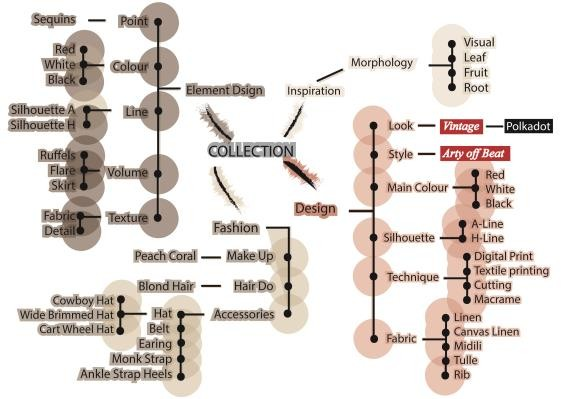 Sequins
Point
Red
White
Black
Colour
Silhouette A
Silhouette H
Line
Ruffels
Flare
Skirt
Volume
Fabric
Detail
Texture
Element Dsign
Inspiration
Morphology
Visual
Leaf
Fruit
Root
COLLECTION
Design
Look
Vintage
Polkadot
Style
Arty off Beat
Main Colour
Red
White
Black
Silhouette
A-Line
H-Line
Technique
Digital Print
Textile printing
Cutting
Macrame
Fabric
Linen
Canvas Linen
Midili
Tulle
Rib
Fashion
Peach Coral
Make Up
Blond Hair
Hair Do
Accessories
Hat
Cowboy Hat
Wide Brimmed Hat
Cart Wheel Hat
Belt
Earing
Monk Strap
Ankle Strap Heels